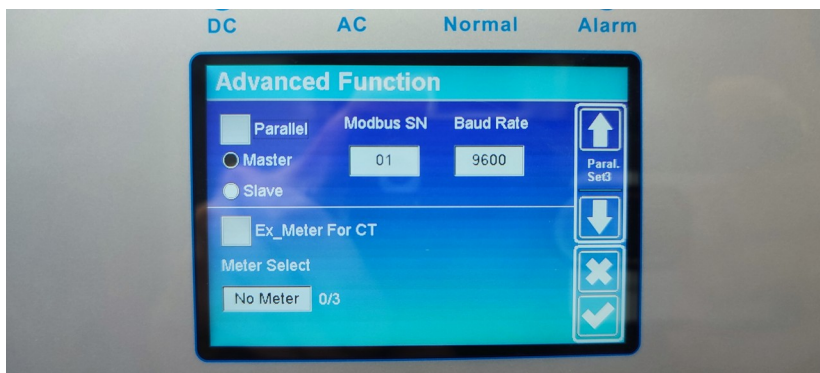 DC AC Normal Alarm
Advanced Function
Parallel Modbus SN Baud Rate
Master 01 9600
Slave
Paral.
Set3
Ex_Meter For CT
Meter Select
No Meter 0/3